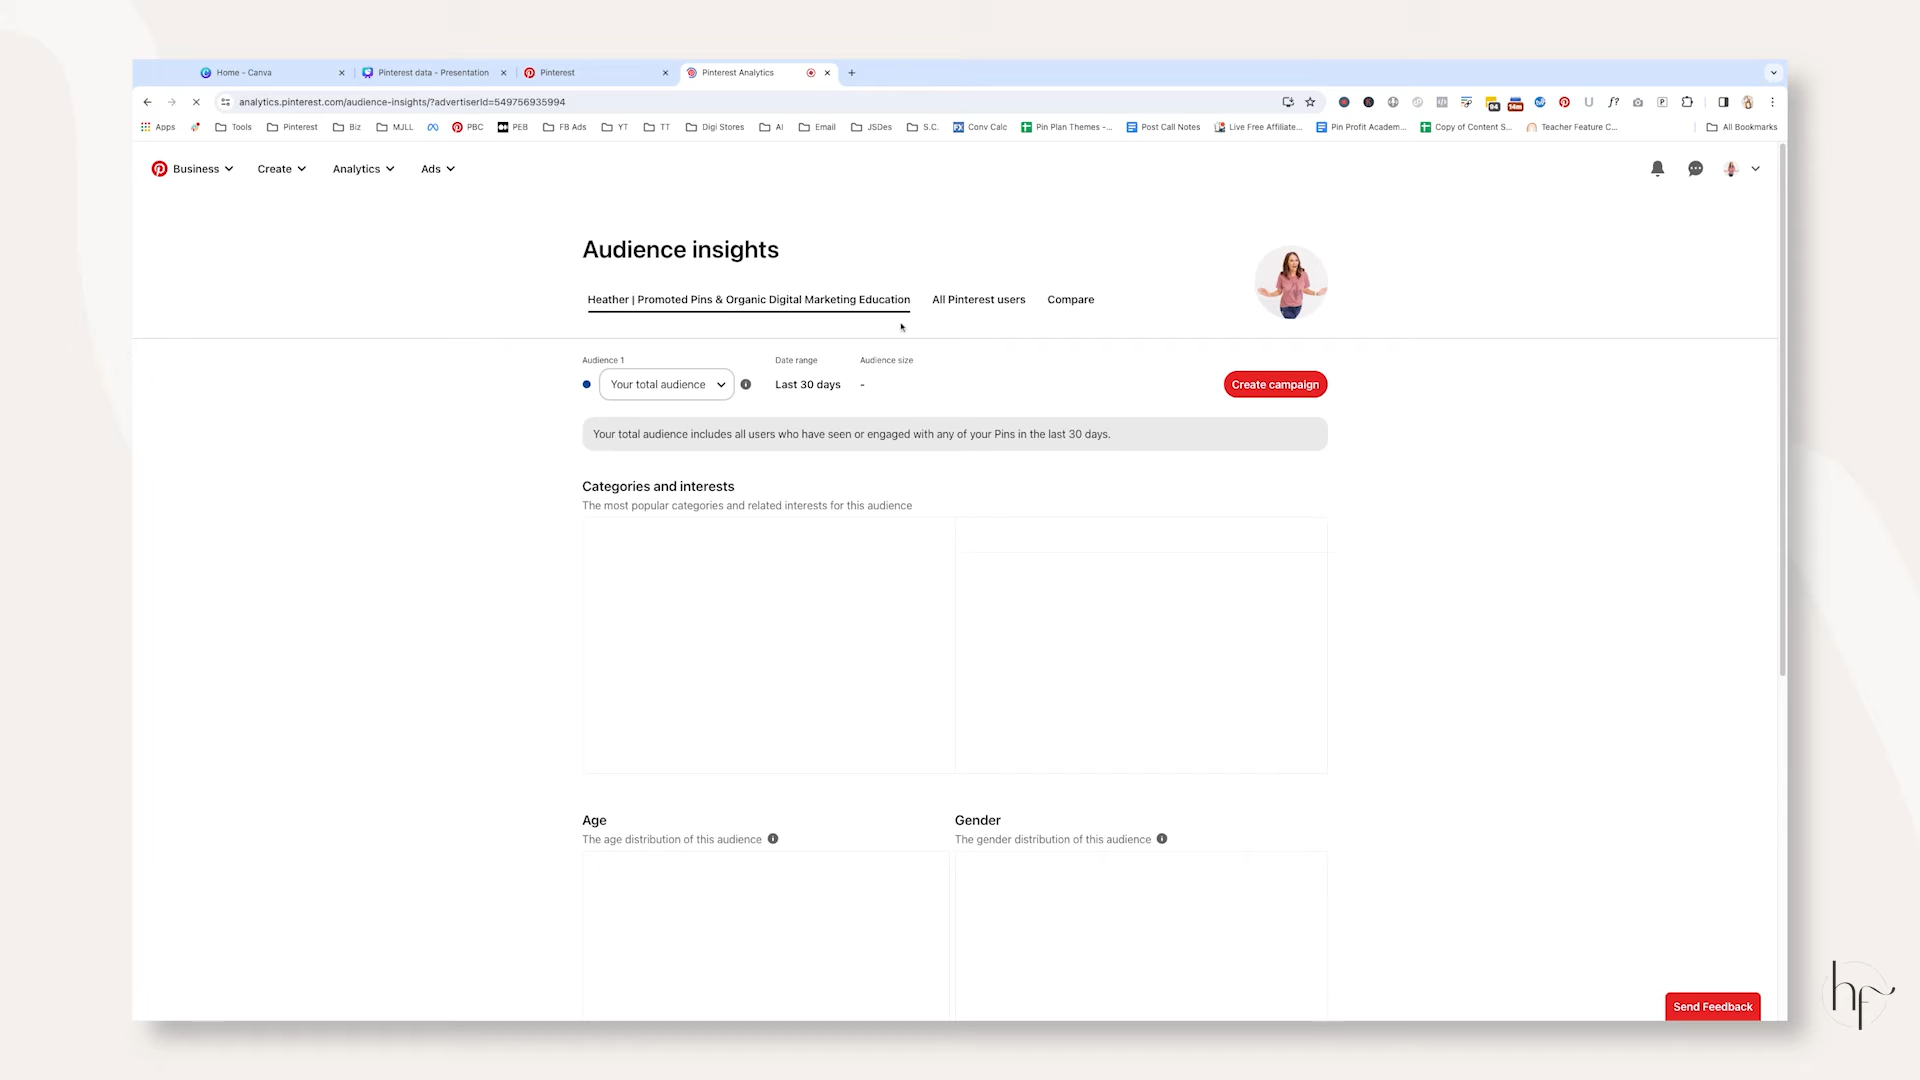 Home - Canva
Pinterest data - Presentation
Pinterest
Pinterest Analytics
analytics.pinterest.com/audience-insights/?advertiserId=549756935994
Apps
Tools
Pinterest
Biz
MJLL
PBC
PEB
FB Ads
YT
TT
Digi Stores
AI
Email
JSDes
S.C.
Conv Calc
Pin Plan Themes -...
Post Call Notes
Live Free Affiliate...
Pin Profit Academ...
Copy of Content S...
Teacher Feature C...
All Bookmarks
Business
Create
Analytics
Ads
Audience insights
Heather | Promoted Pins & Organic Digital Marketing Education
All Pinterest users
Compare
Audience 1
Date range
Audience size
Your total audience
Last 30 days
-
Create campaign
Your total audience includes all users who have seen or engaged with any of your Pins in the last 30 days.
Categories and interests
The most popular categories and related interests for this audience
Age
Gender
The age distribution of this audience
The gender distribution of this audience
Send Feedback
hf